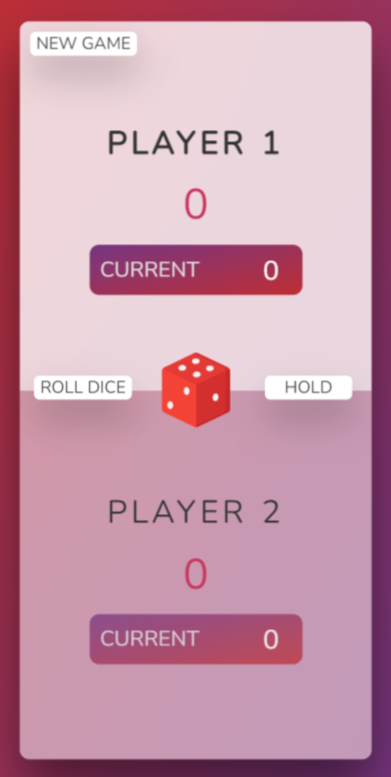 NEW GAME
PLAYER 1
0
CURRENT 0
ROLL DICE HOLD
PLAYER 2
0
CURRENT 0